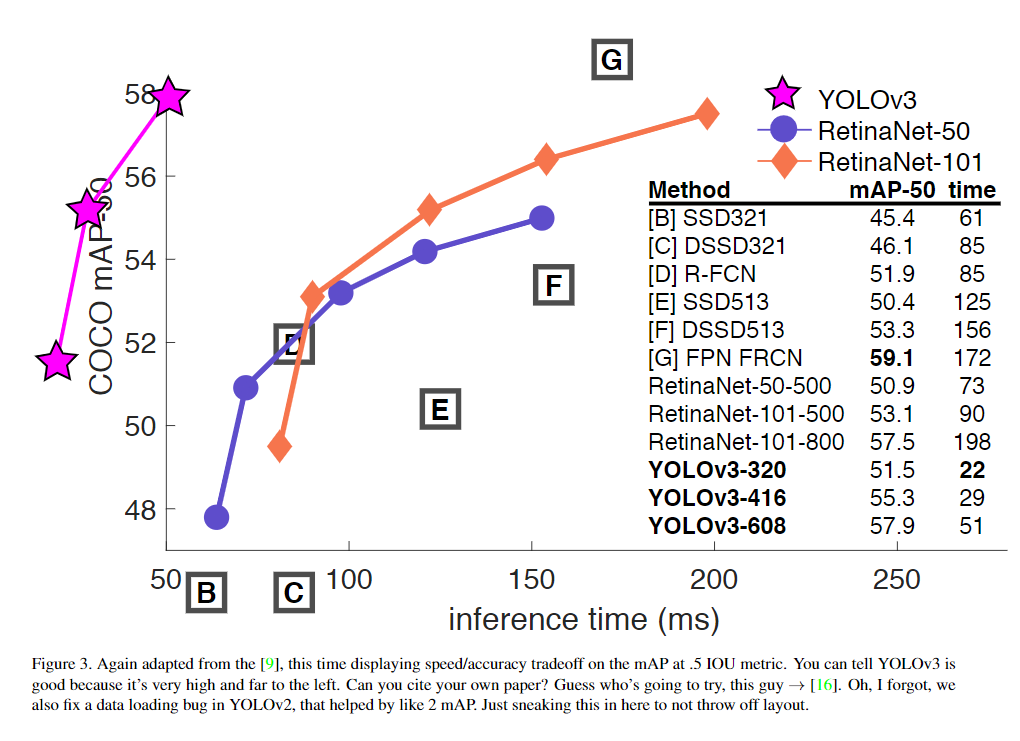 G
58
YOLOv3
RetinaNet-50
RetinaNet-101
56
54
52
50
48
COCO mAP-50
D
F
E
Method mAP-50 time
[B] SSD321 45.4 61
[C] DSSD321 46.1 85
[D] R-FCN 51.9 85
[E] SSD513 50.4 125
[F] DSSD513 53.3 156
[G] FPN FRCN 59.1 172
RetinaNet-50-500 50.9 73
RetinaNet-101-500 53.1 90
RetinaNet-101-800 57.5 198
YOLOv3-320 51.5 22
YOLOv3-416 55.3 29
YOLOv3-608 57.9 51
50 100 150 200 250
B C
inference time (ms)
Figure 3. Again adapted from the [9], this time displaying speed/accuracy tradeoff on the mAP at .5 IOU metric. You can tell YOLOv3 is
good because it's very high and far to the left. Can you cite your own paper? Guess who's going to try, this guy → [16]. Oh, I forgot, we
also fix a data loading bug in YOLOv2, that helped by like 2 mAP. Just sneaking this in here to not throw off layout.